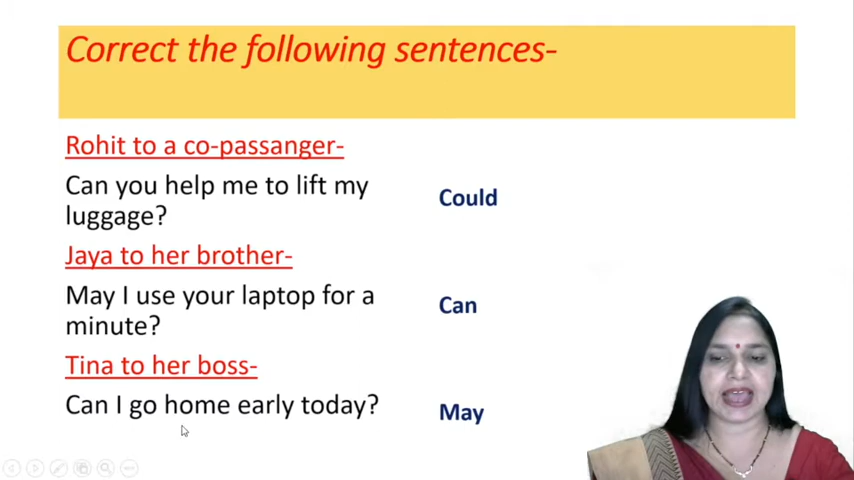 Correct the following sentences-
Rohit to a co-passanger-
Can you help me to lift my
luggage?
Could
Jaya to her brother-
May I use your laptop for a
minute?
Can
Tina to her boss-
Can I go home early today?
May